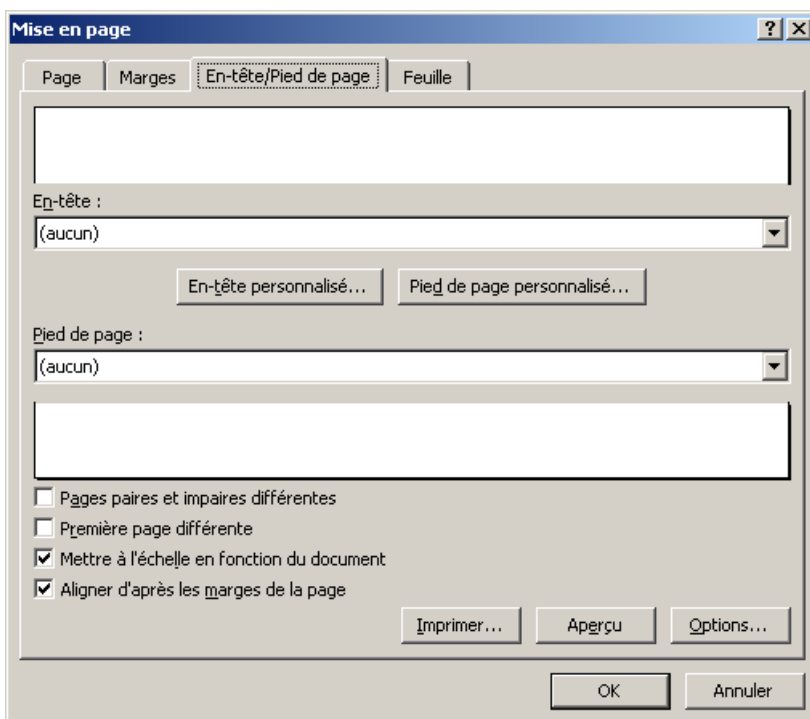 Mise en page
Page Marges En-tête/Pied de page Feuille
En-tête :
(aucun)
En-tête personnalisé... Pied de page personnalisé...
Pied de page :
(aucun)
Pages paires et impaires différentes
Première page différente
Mettre à l'échelle en fonction du document
Aligner d'après les marges de la page
Imprimer... Aperçu Options...
OK Annuler